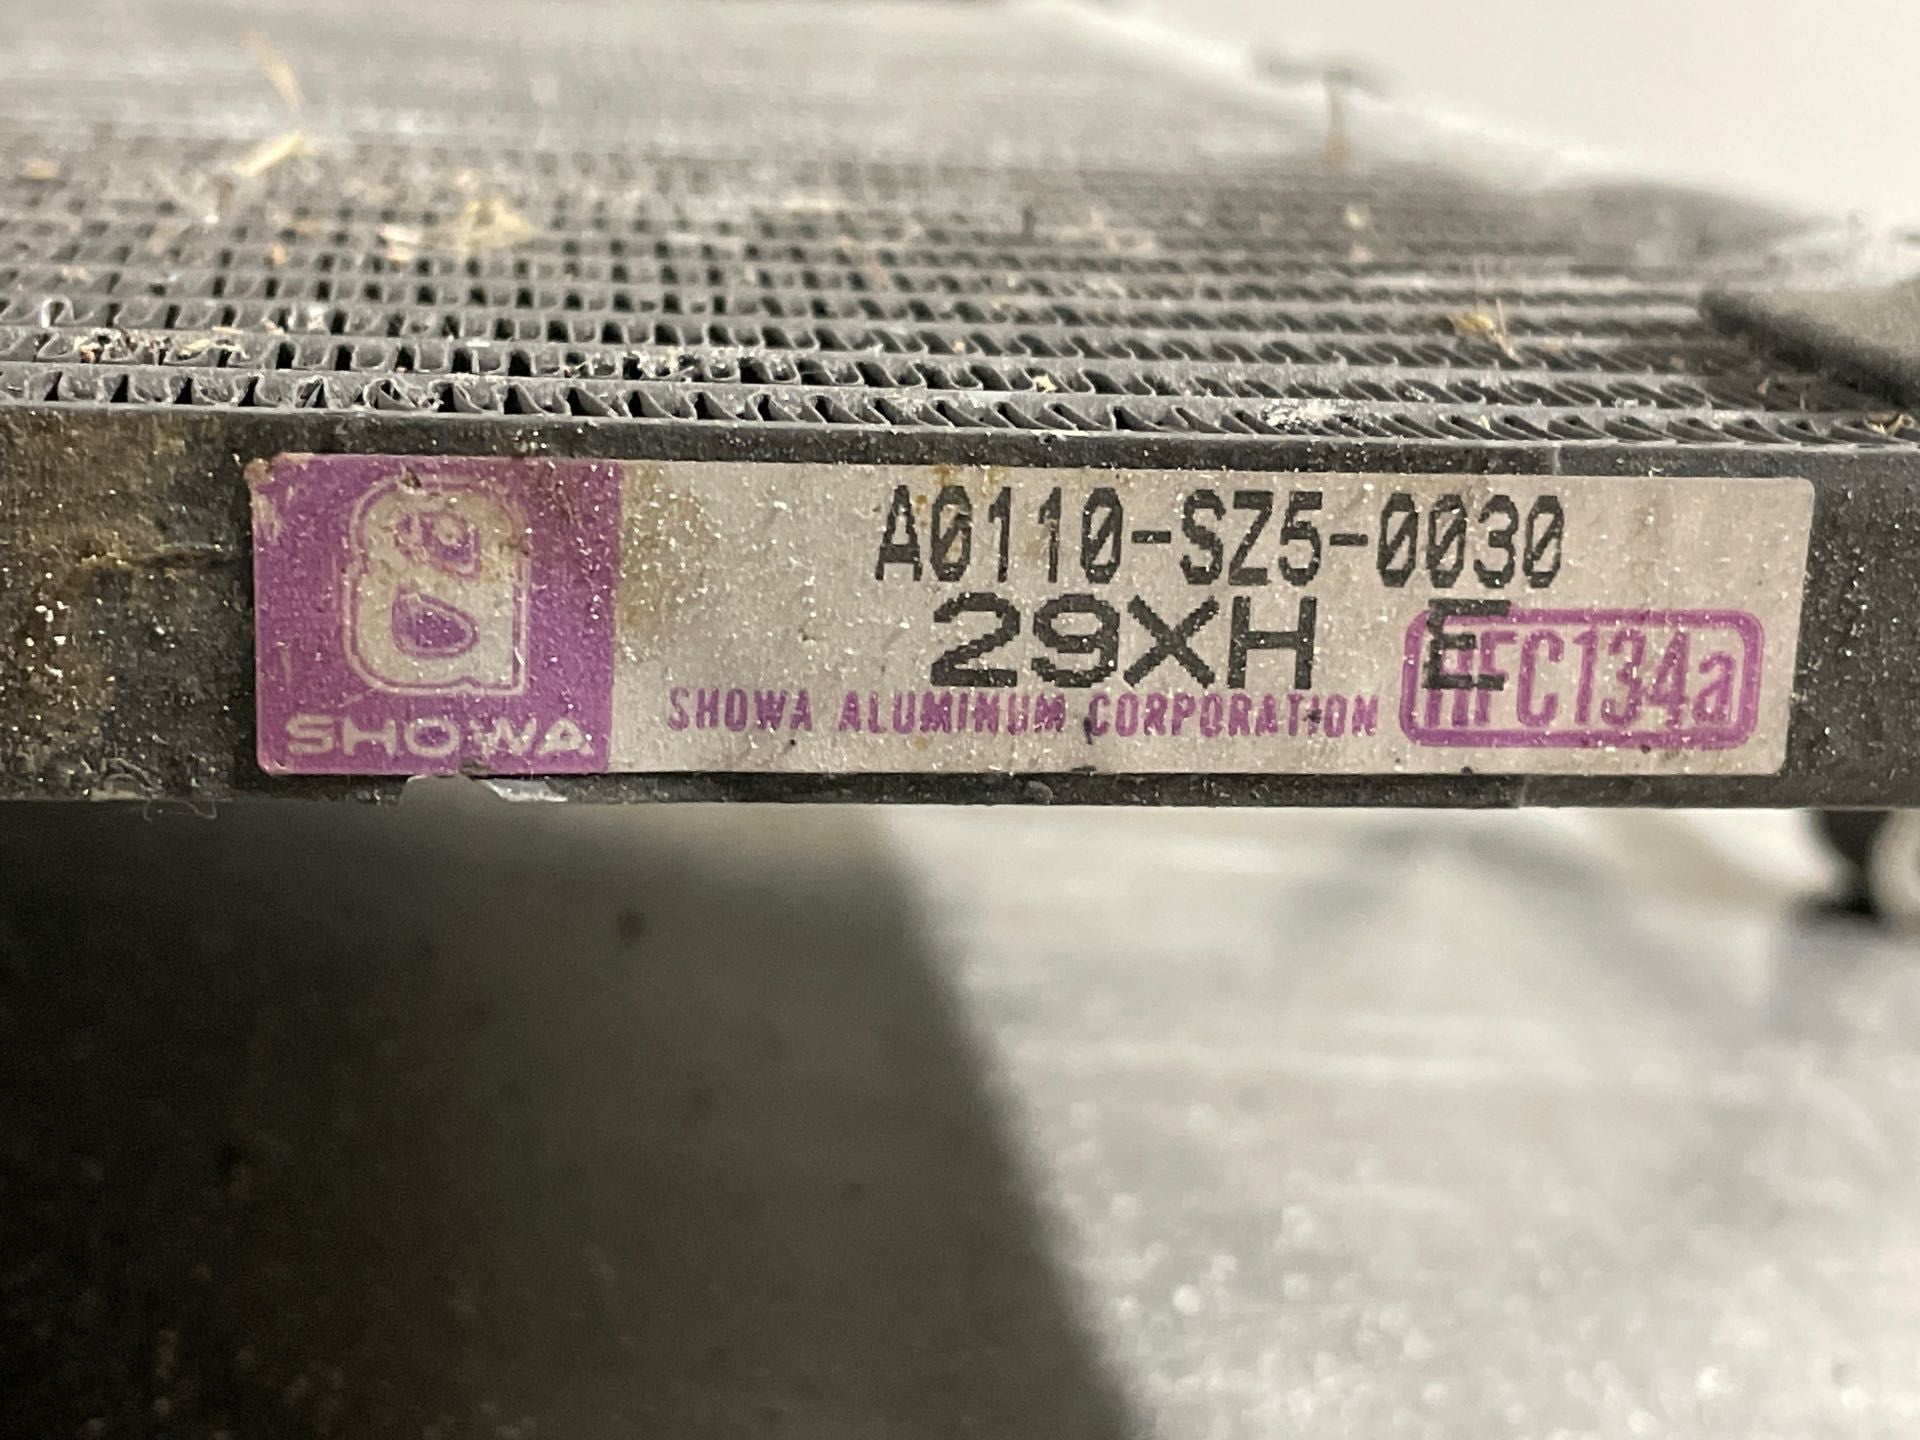 A0110-SZ5-0030
29XH E
SHOWA ALUMINUM CORPORATION HFC134a
SHOWA